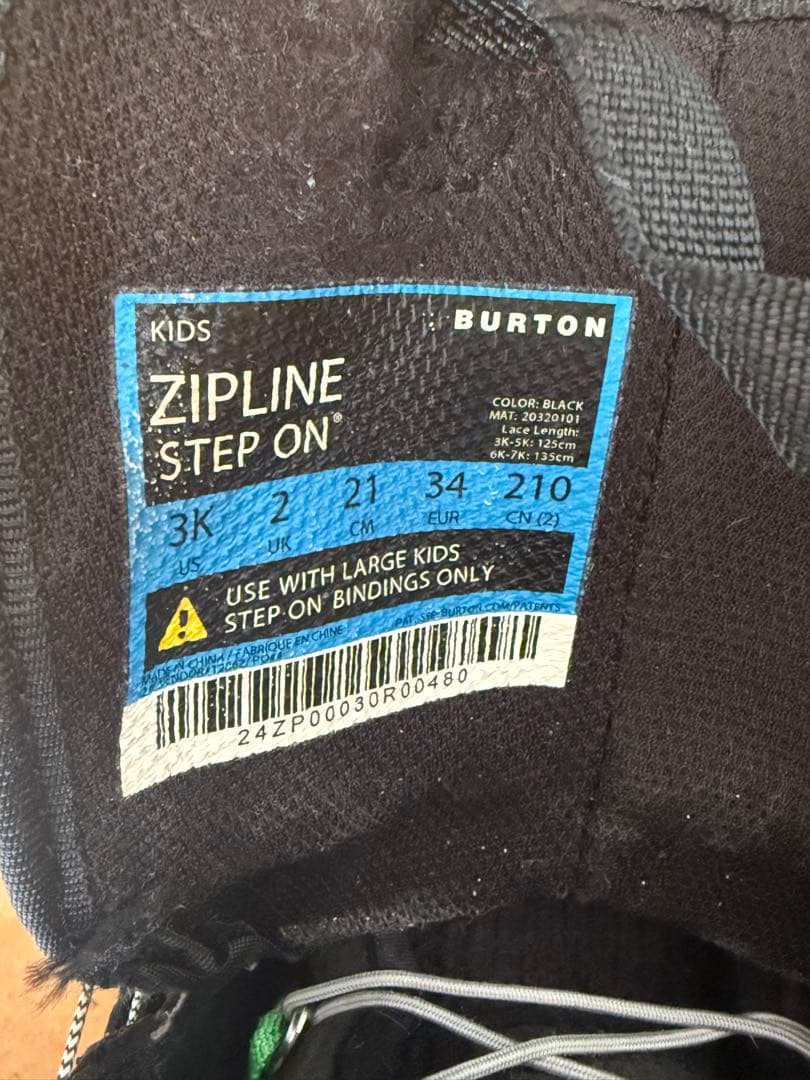 KIDS
BURTON
ZIPLINE
STEP ON®
COLOR: BLACK
MAT: 20320101
Lace Length:
3K-5K: 125cm
6K-7K: 135cm
3K 2 21 34 210
US UK CM EUR CN (2)
USE WITH LARGE KIDS
STEP ON® BINDINGS ONLY
MADE IN CHINA / FABRIQUÉ EN CHINE
PAT. SEE BURTON.COM/PATENTS
24ZP00030R00480